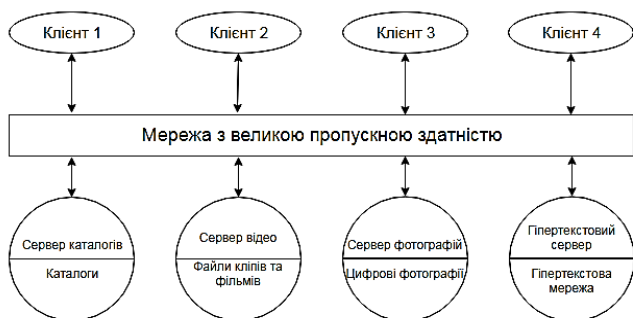 Клієнт 1
Клієнт 2
Клієнт 3
Клієнт 4
Мережа з великою пропускною здатністю
Сервер каталогів
Каталоги
Сервер відео
Файли кліпів та
фільмів
Сервер фотографій
Цифрові фотографії
Гіпертекстовий
сервер
Гіпертекстова
мережа